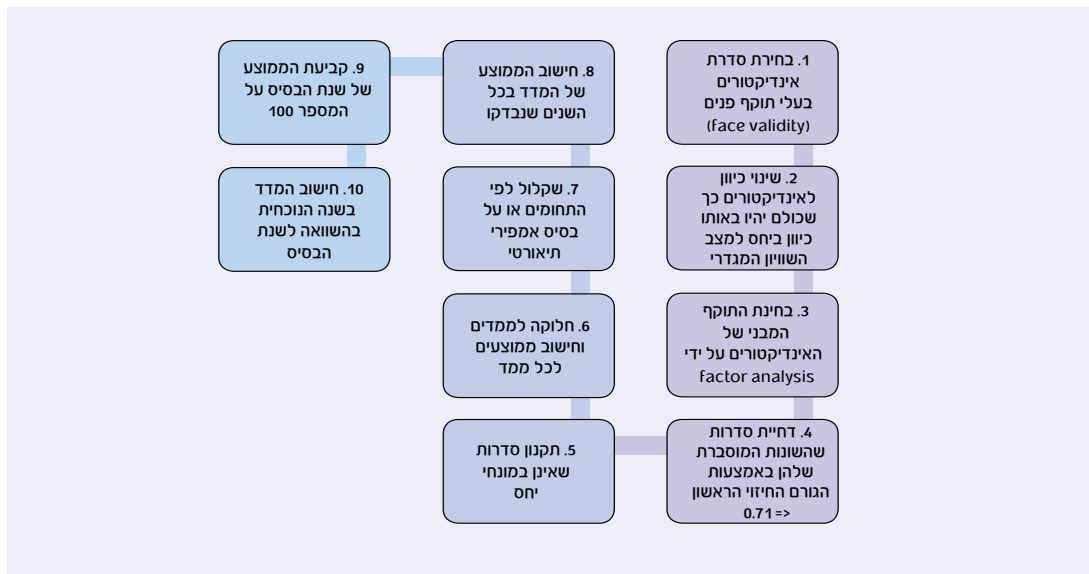 1. בחירת סדרת
אינדיקטורים
בעלי תוקף פנים
(face validity)
2. שינוי כיוון
לאינדיקטורים כך
שכולם יהיו באותו
כיוון ביחס למצב
השוויון המגדרי
3. בחינת התוקף
המבני של
האינדיקטורים על ידי
factor analysis
4. דחיית סדרות
שהשונות המוסברת
שלהן באמצעות
הגורם החיזוי הראשון
0.71 =>
5. תקנון סדרות
שאינן במונחי
יחס
6. חלוקה לממדים
וחישוב ממוצעים
לכל ממד
7. שקלול לפי
התחומים או על
בסיס אמפירי
תיאורטי
8. חישוב הממוצע
של המדד בכל
השנים שנבדקו
9. קביעת הממוצע
של שנת הבסיס על
המספר 100
10. חישוב המדד
בשנה הנוכחית
בהשוואה לשנת
הבסיס